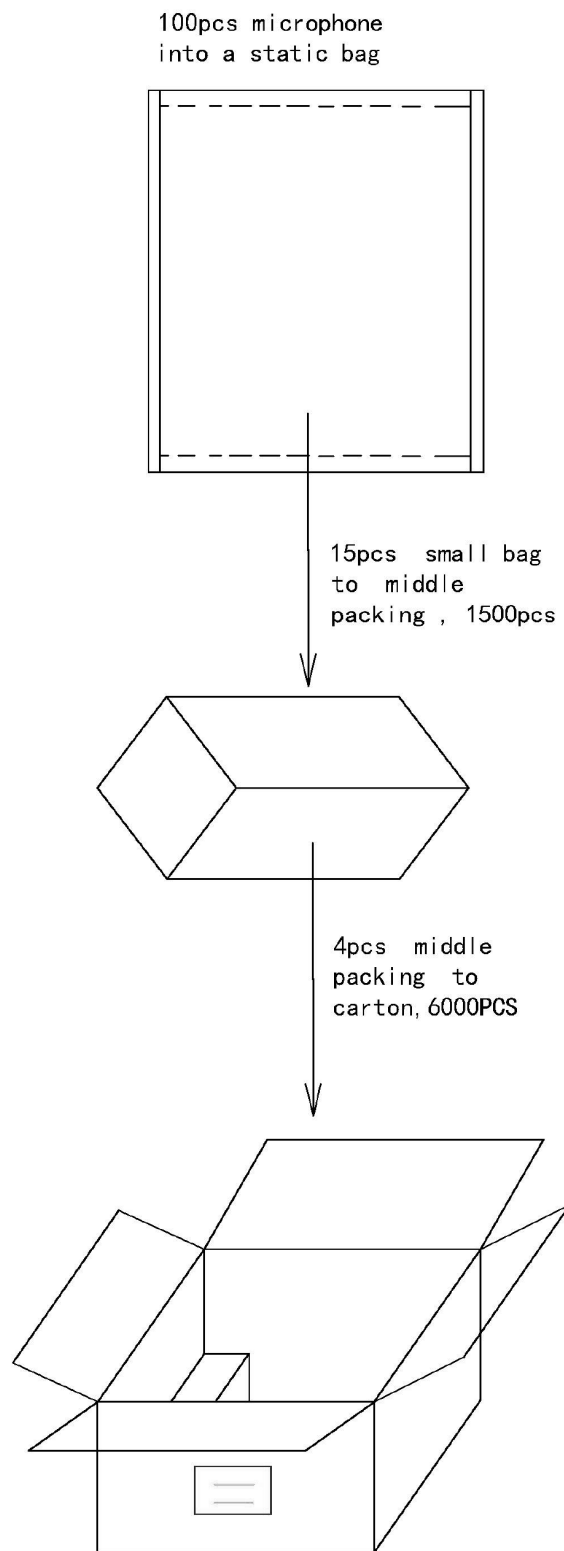 100pcs microphone
into a static bag
15pcs small bag
to middle
packing , 1500pcs
4pcs middle
packing to
carton, 6000PCS